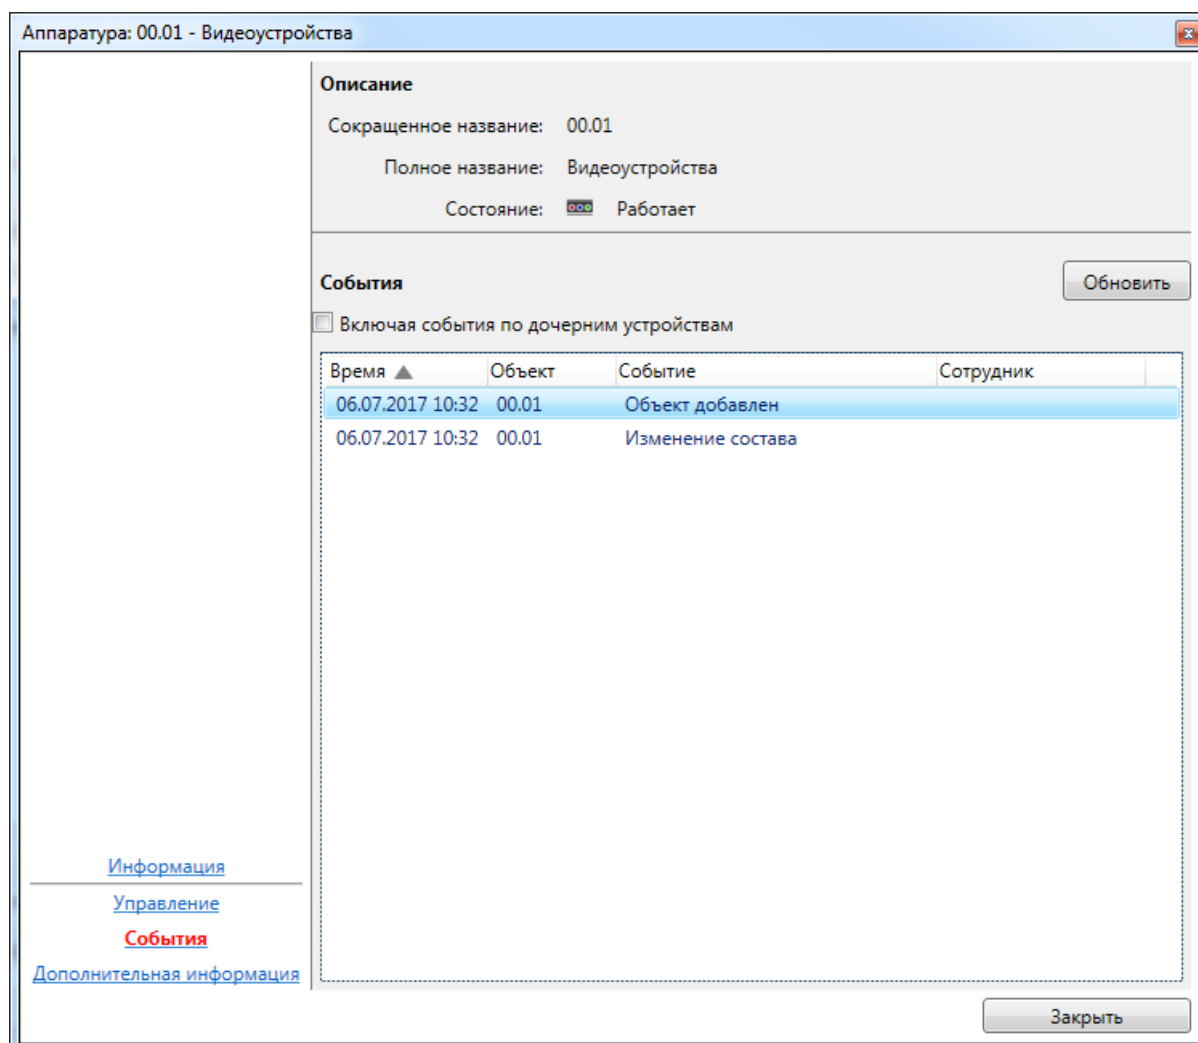 Аппаратура: 00.01 - Видеоустройства
Описание
Сокращенное название: 00.01
Полное название: Видеоустройства
Состояние: Работает
События Обновить
Включая события по дочерним устройствам
Время Объект Событие Сотрудник
06.07.2017 10:32 00.01 Объект добавлен
06.07.2017 10:32 00.01 Изменение состава
Информация
Управление
События
Дополнительная информация
Закрыть